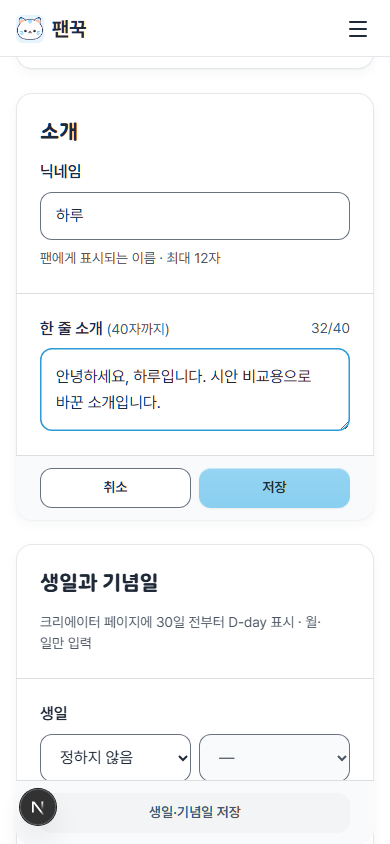 팬꾹
소개
닉네임
하루
팬에게 표시되는 이름 · 최대 12자
한 줄 소개 (40자까지) 32/40
안녕하세요, 하루입니다. 시안 비교용으로
바꾼 소개입니다.
취소 저장
생일과 기념일
크리에이터 페이지에 30일 전부터 D-day 표시 · 월·
일만 입력
생일
정하지 않음 —
N 생일·기념일 저장